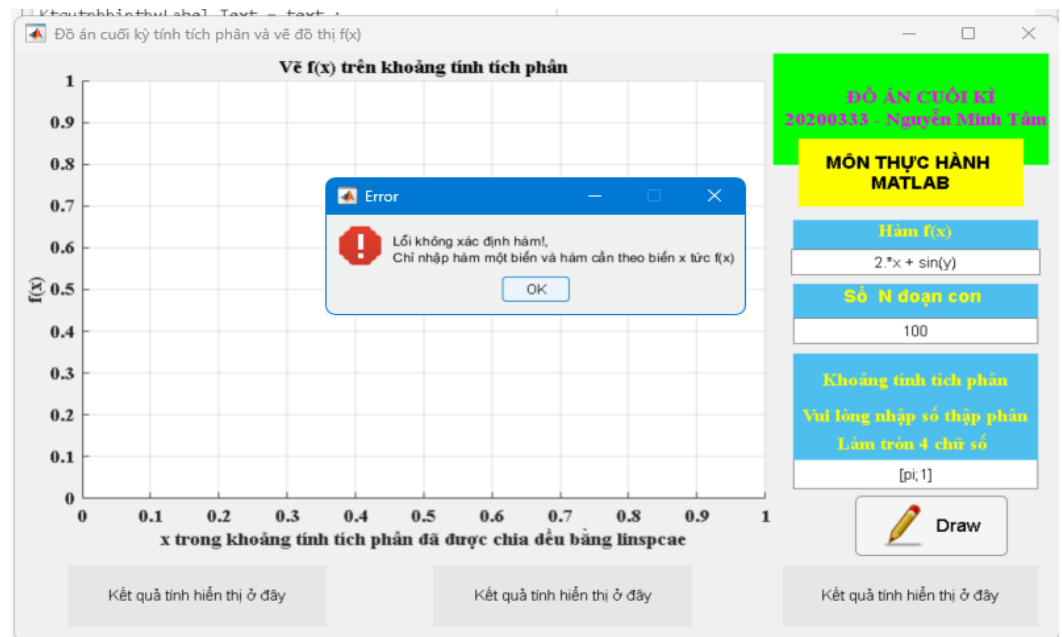 Đồ án cuối kỳ tính tích phân và vẽ đồ thị f(x)
Vẽ f(x) trên khoảng tính tích phân
1
0.9
0.8
0.7
0.6
0.5
0.4
0.3
0.2
0.1
0
f(x)
0 0.1 0.2 0.3 0.4 0.5 0.6 0.7 0.8 0.9 1
x trong khoảng tính tích phân đã được chia đều bằng linspcae
Error
Lỗi không xác định hàm!,
Chỉ nhập hàm một biến và hàm cần theo biến x tức f(x)
OK
ĐỒ ÁN CUỐI KÌ
20200333 - Nguyễn Minh Tâm
MÔN THỰC HÀNH
MATLAB
Hàm f(x)
2.*x + sin(y)
Số N đoạn con
100
Khoảng tính tích phân
Vui lòng nhập số thập phân
Làm tròn 4 chữ số
[pi;1]
Draw
Kết quả tính hiển thị ở đây
Kết quả tính hiển thị ở đây
Kết quả tính hiển thị ở đây